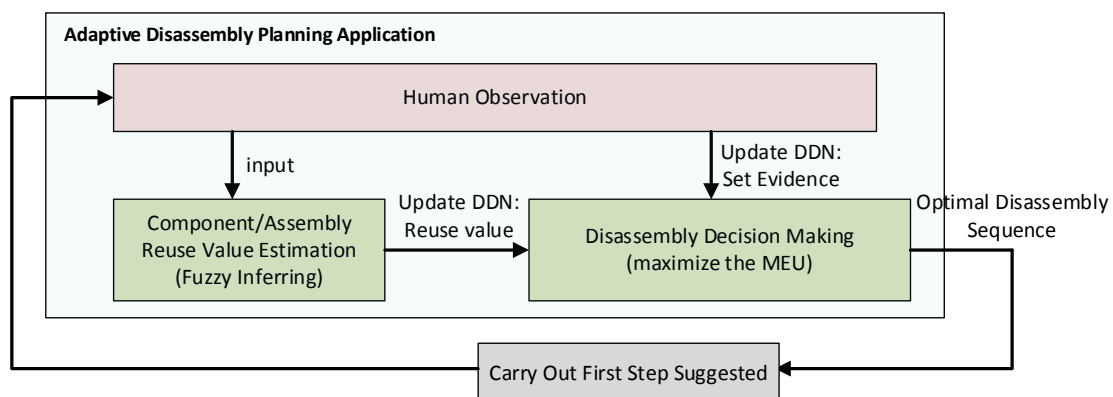 Adaptive Disassembly Planning Application
Human Observation
input
Update DDN:
Set Evidence
Component/Assembly
Reuse Value Estimation
(Fuzzy Inferring)
Update DDN:
Reuse value
Disassembly Decision Making
(maximize the MEU)
Optimal Disassembly
Sequence
Carry Out First Step Suggested